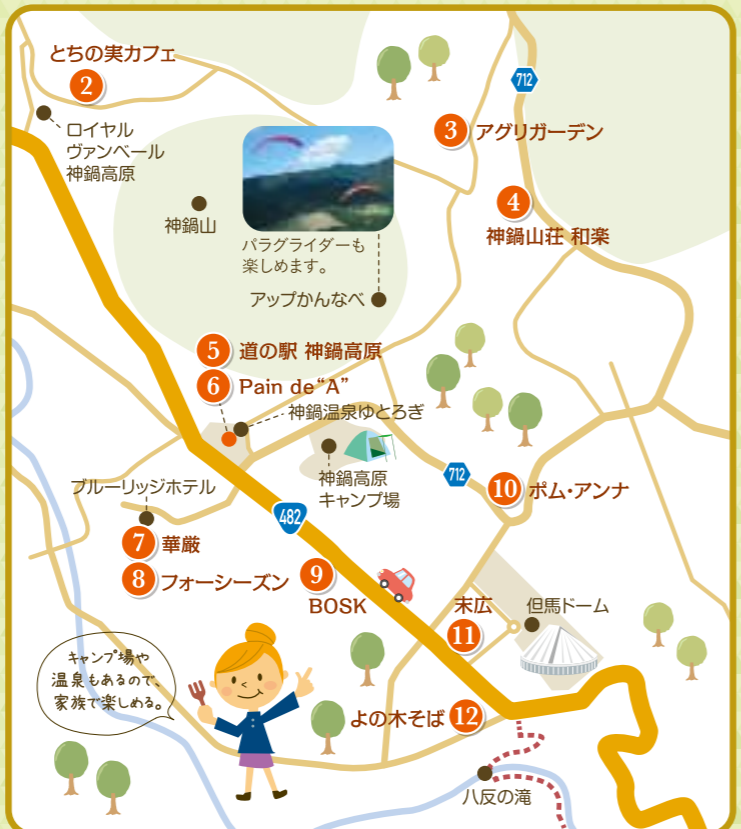 とちの実カフェ
2
ロイヤル
ヴァンベール
神鍋高原
712
3 アグリガーデン
神鍋山
4
神鍋山荘 和楽
パラグライダーも
楽しめます。
アップかんなべ
5 道の駅 神鍋高原
6 Pain de“A”
神鍋温泉ゆとろぎ
神鍋高原
キャンプ場
712
10 ポム・アンナ
ブルーリッジホテル
482
7 華厳
8 フォーシーズン
9
BOSK
末広
11
但馬ドーム
キャンプ場や
温泉もあるので、
家族で楽しめる。
よの木そば 12
八反の滝